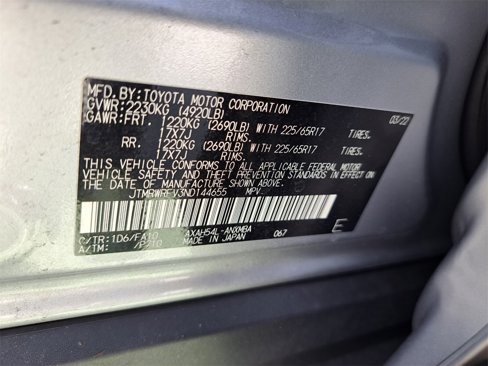 MFD. BY: TOYOTA MOTOR CORPORATION 03/22
GVWR: 2230KG (4920LB)
GAWR: FRT. 1220KG (2690LB) WITH 225/65R17 TIRES.
17X7J RIMS.
RR. 1220KG (2690LB) WITH 225/65R17 TIRES.
17X7J RIMS.
THIS VEHICLE CONFORMS TO ALL APPLICABLE FEDERAL MOTOR
VEHICLE SAFETY AND THEFT PREVENTION STANDARDS IN EFFECT ON
THE DATE OF MANUFACTURE SHOWN ABOVE.
JTMRWRFV3ND144655 MPV
C/TR: 1D6/FA10 AXAH54L-ANXMBA 067 E
A/TM: /P710 MADE IN JAPAN